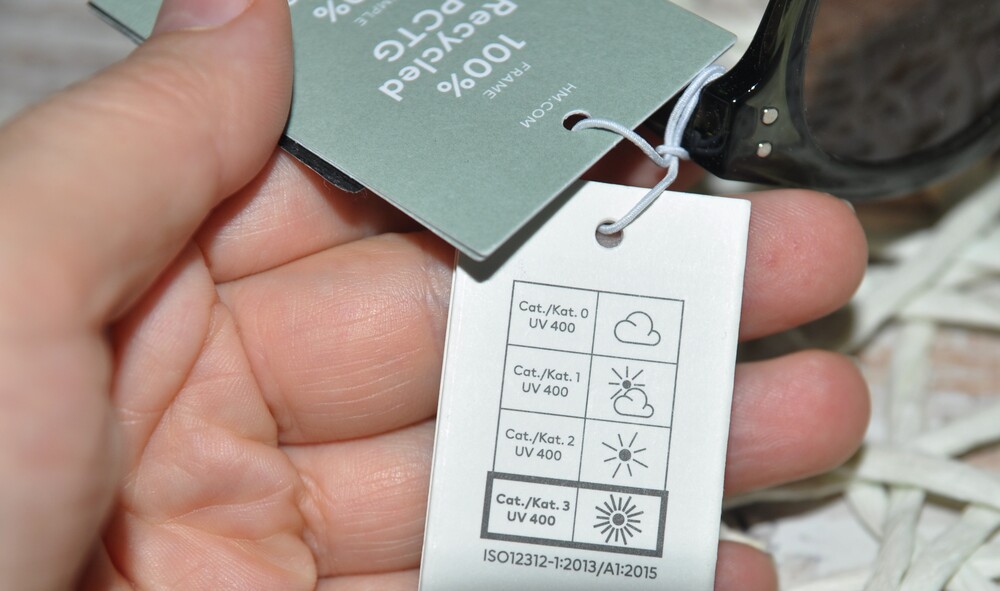 HM.COM
FRAME
100%
Recycled
PCTG
Cat./Kat. 0
UV 400
Cat./Kat. 1
UV 400
Cat./Kat. 2
UV 400
Cat./Kat. 3
UV 400
ISO12312-1:2013/A1:2015